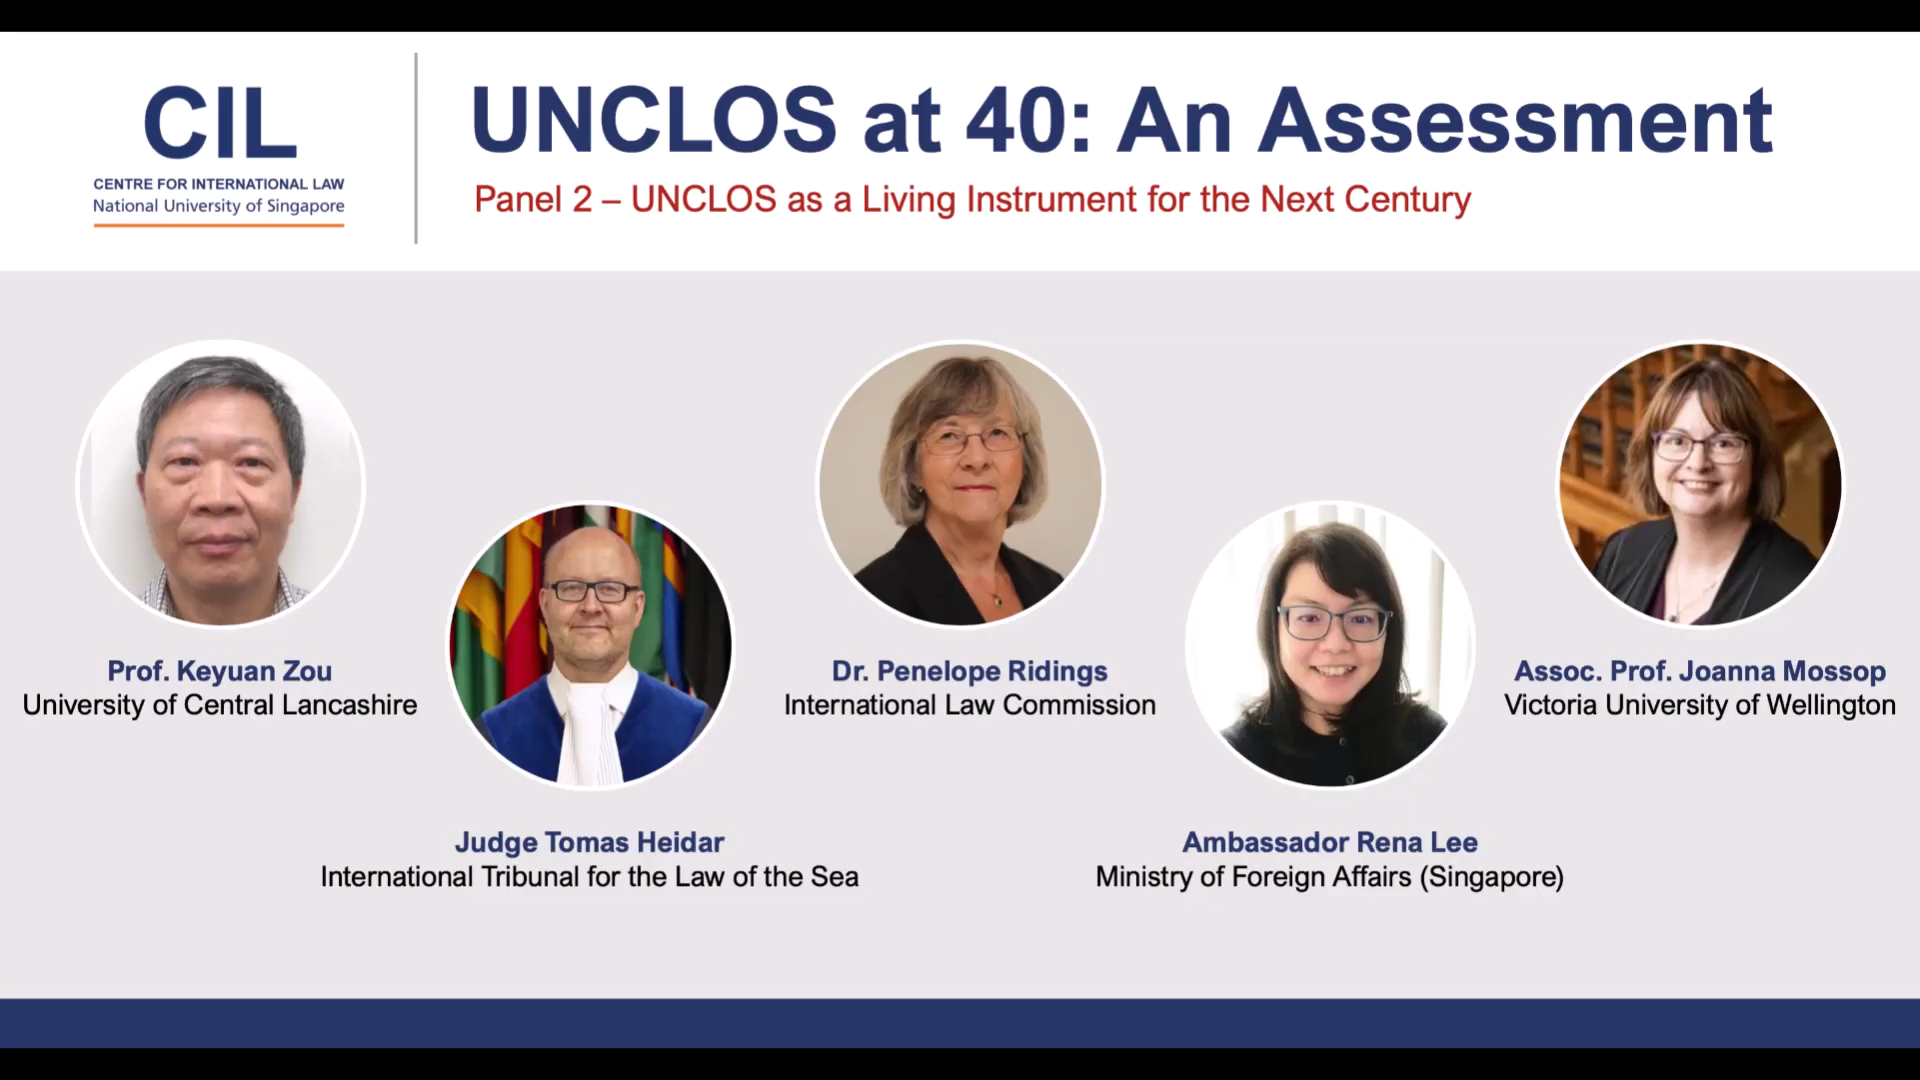 CIL
CENTRE FOR INTERNATIONAL LAW
National University of Singapore
UNCLOS at 40: An Assessment
Panel 2 – UNCLOS as a Living Instrument for the Next Century
Prof. Keyuan Zou
University of Central Lancashire
Judge Tomas Heidar
International Tribunal for the Law of the Sea
Dr. Penelope Ridings
International Law Commission
Ambassador Rena Lee
Ministry of Foreign Affairs (Singapore)
Assoc. Prof. Joanna Mossop
Victoria University of Wellington